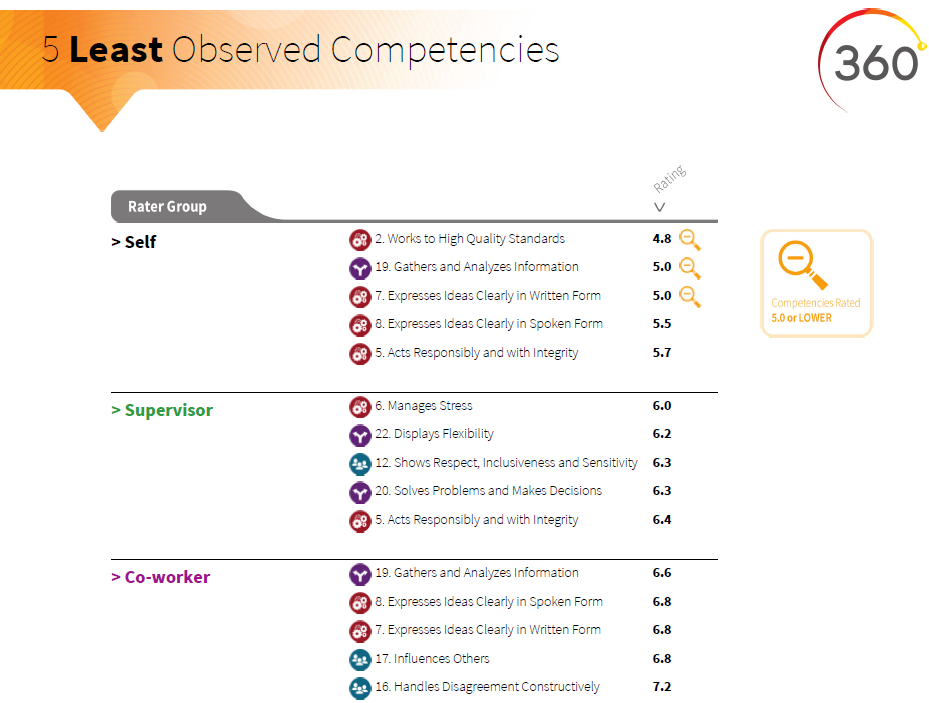 5 Least Observed Competencies
360°
Rating
Rater Group
> Self
2. Works to High Quality Standards 4.8
19. Gathers and Analyzes Information 5.0
7. Expresses Ideas Clearly in Written Form 5.0
8. Expresses Ideas Clearly in Spoken Form 5.5
5. Acts Responsibly and with Integrity 5.7
Competencies Rated
5.0 or LOWER
> Supervisor
6. Manages Stress 6.0
22. Displays Flexibility 6.2
12. Shows Respect, Inclusiveness and Sensitivity 6.3
20. Solves Problems and Makes Decisions 6.3
5. Acts Responsibly and with Integrity 6.4
> Co-worker
19. Gathers and Analyzes Information 6.6
8. Expresses Ideas Clearly in Spoken Form 6.8
7. Expresses Ideas Clearly in Written Form 6.8
17. Influences Others 6.8
16. Handles Disagreement Constructively 7.2